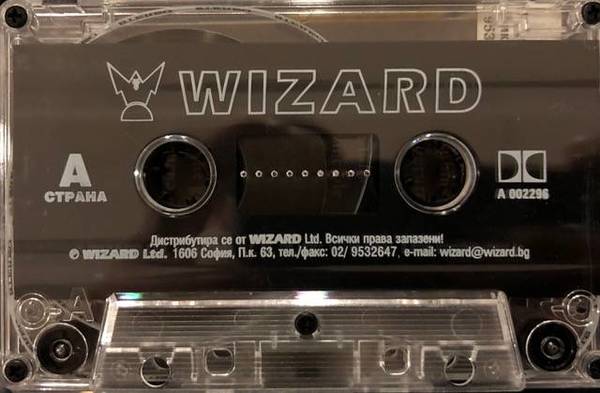 WIZARD
A
СТРАНА
A 002296
Дистрибутира се от WIZARD Ltd. Всички права запазени!
℗ WIZARD Ltd. 1606 София, П.к. 63, тел./факс: 02/ 9532647, e-mail: wizard@wizard.bg
A